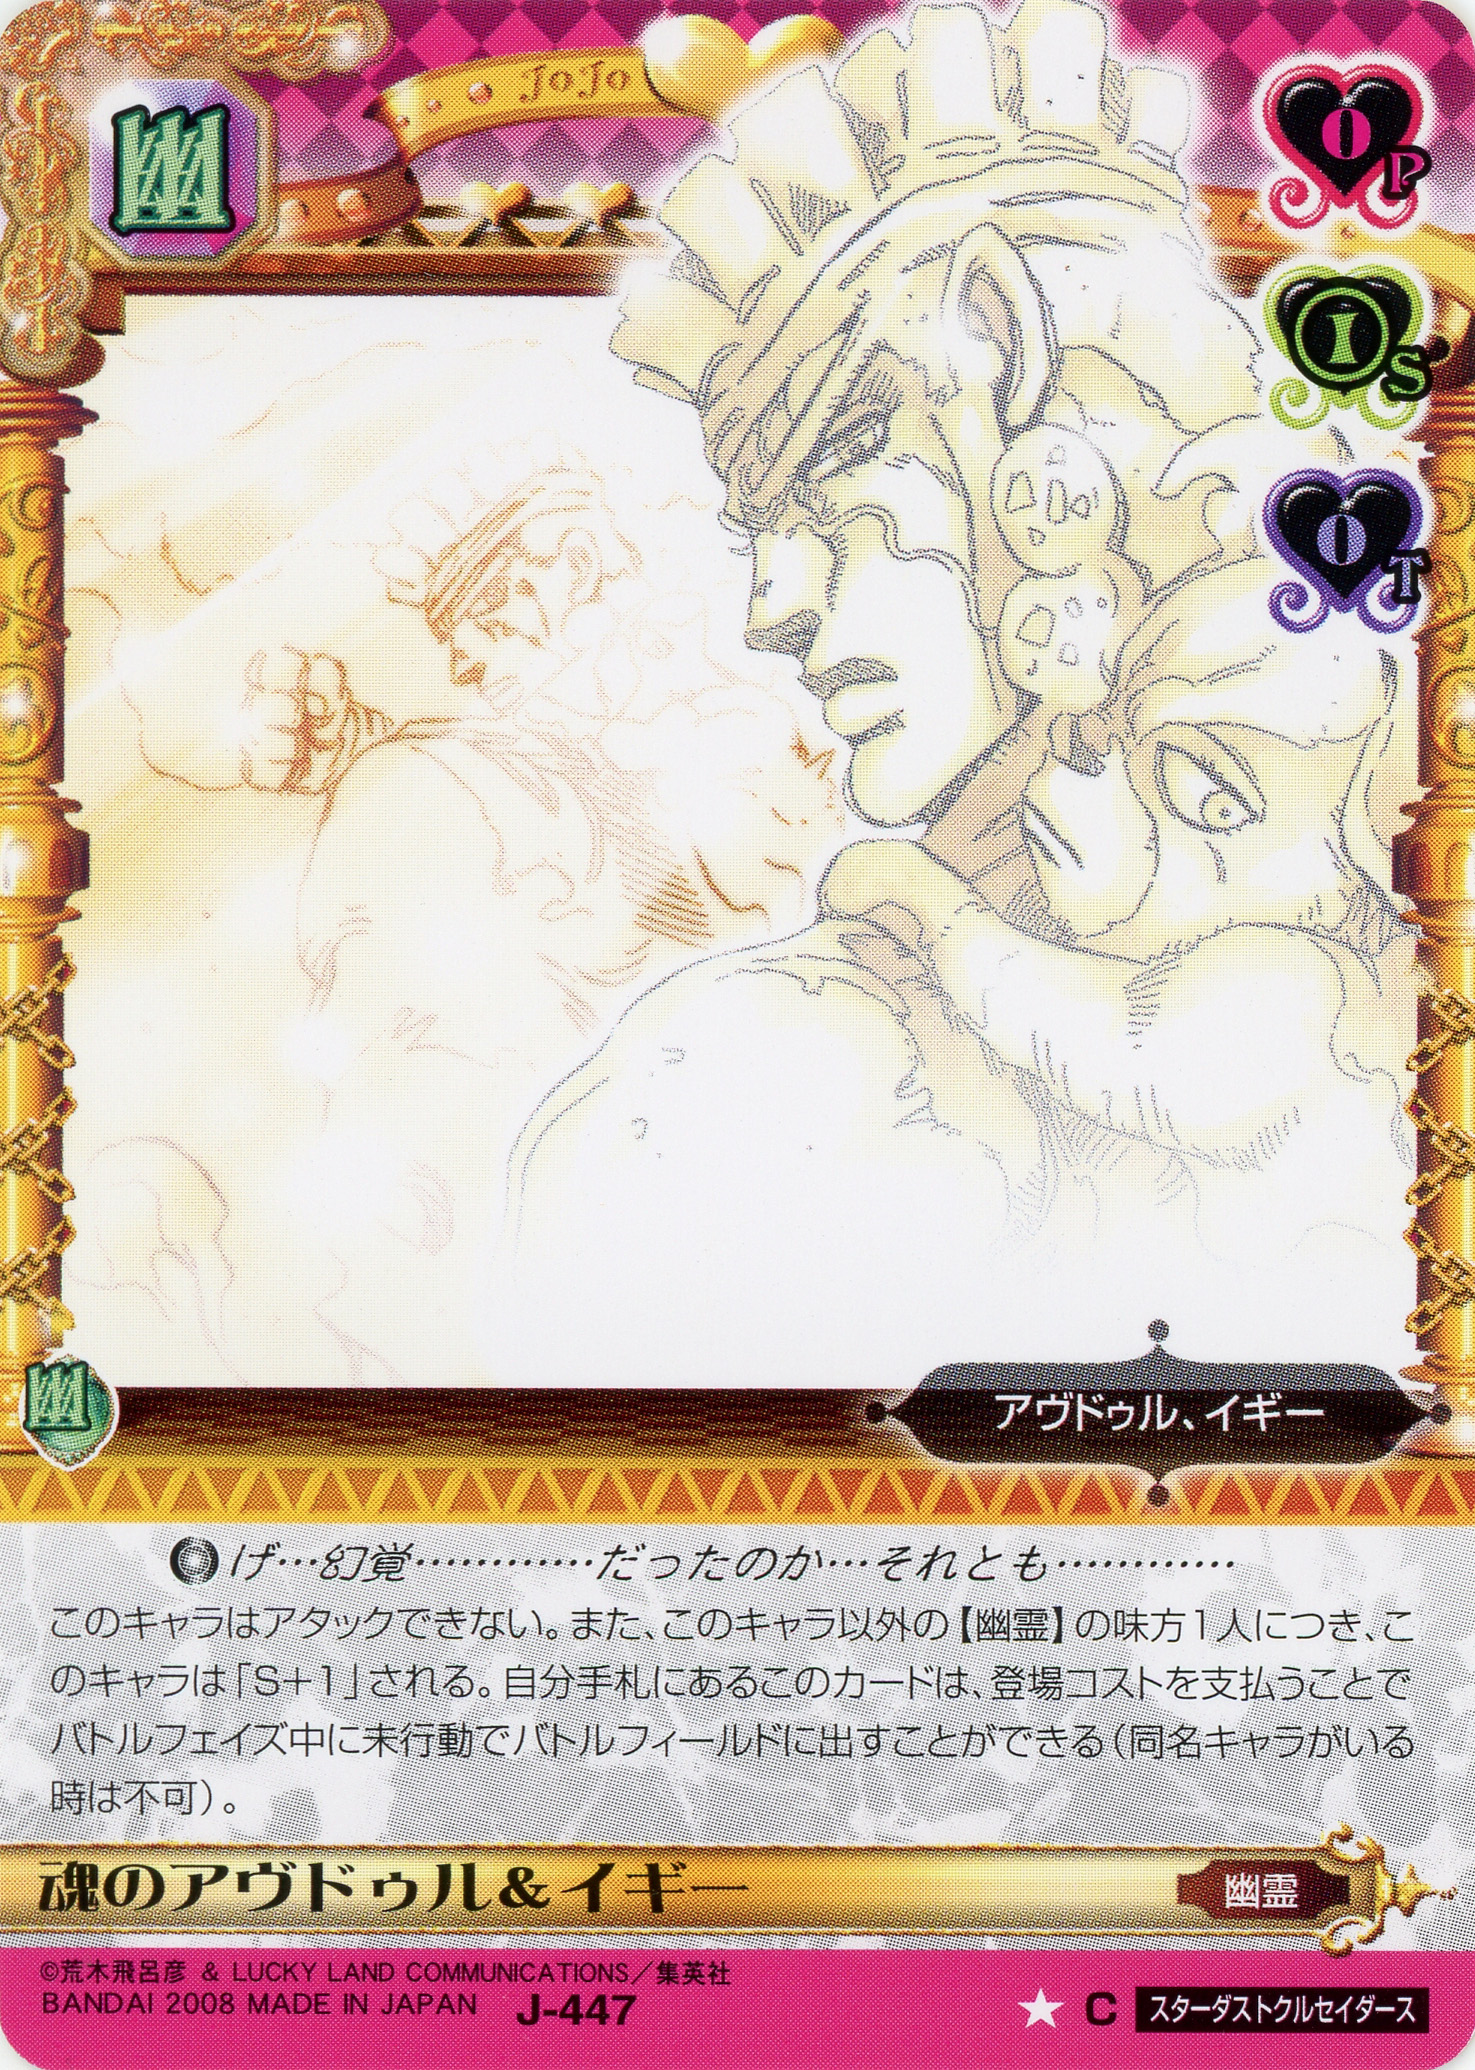 JoJo
幽
0
P
1
S
0
T
幽
アヴドゥル、イギー
げ…幻覚…………だったのか…それとも…………
このキャラはアタックできない。また、このキャラ以外の【幽霊】の味方1人につき、こ
のキャラは「S+1」される。自分手札にあるこのカードは、登場コストを支払うことで
バトルフェイズ中に未行動でバトルフィールドに出すことができる(同名キャラがいる
時は不可)。
魂のアヴドゥル&イギー
幽霊
©荒木飛呂彦 & LUCKY LAND COMMUNICATIONS/集英社
BANDAI 2008 MADE IN JAPAN J-447
★ C スターダストクルセイダース